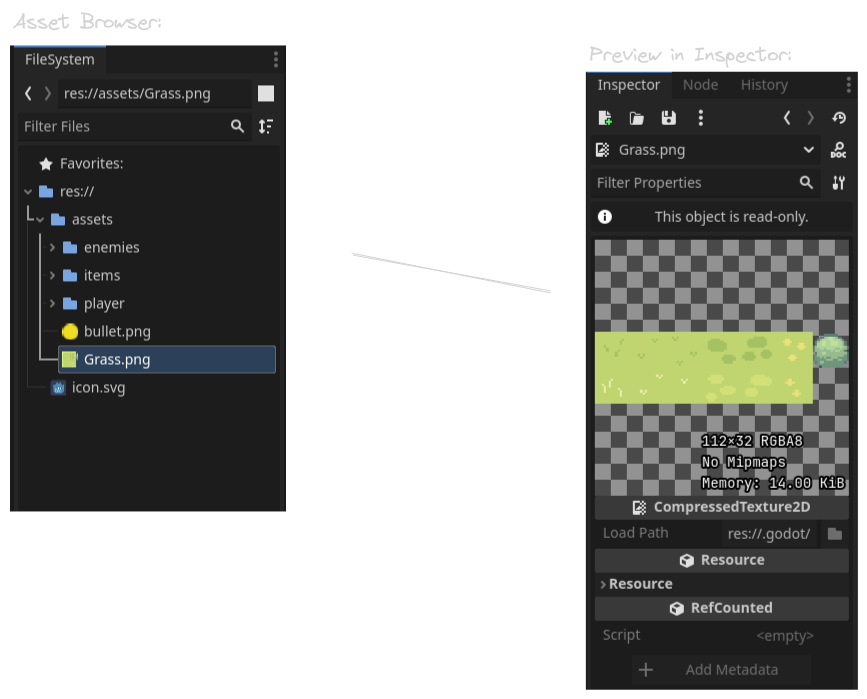 Asset Browser:
FileSystem
res://assets/Grass.png
Filter Files
Favorites:
res://
assets
enemies
items
player
bullet.png
Grass.png
icon.svg
Preview in Inspector:
Inspector Node History
Grass.png
DOC
Filter Properties
This object is read-only.
112×32 RGBA8
No Mipmaps
Memory: 14.00 KiB
CompressedTexture2D
Load Path res://.godot/
Resource
Resource
RefCounted
Script <empty>
Add Metadata